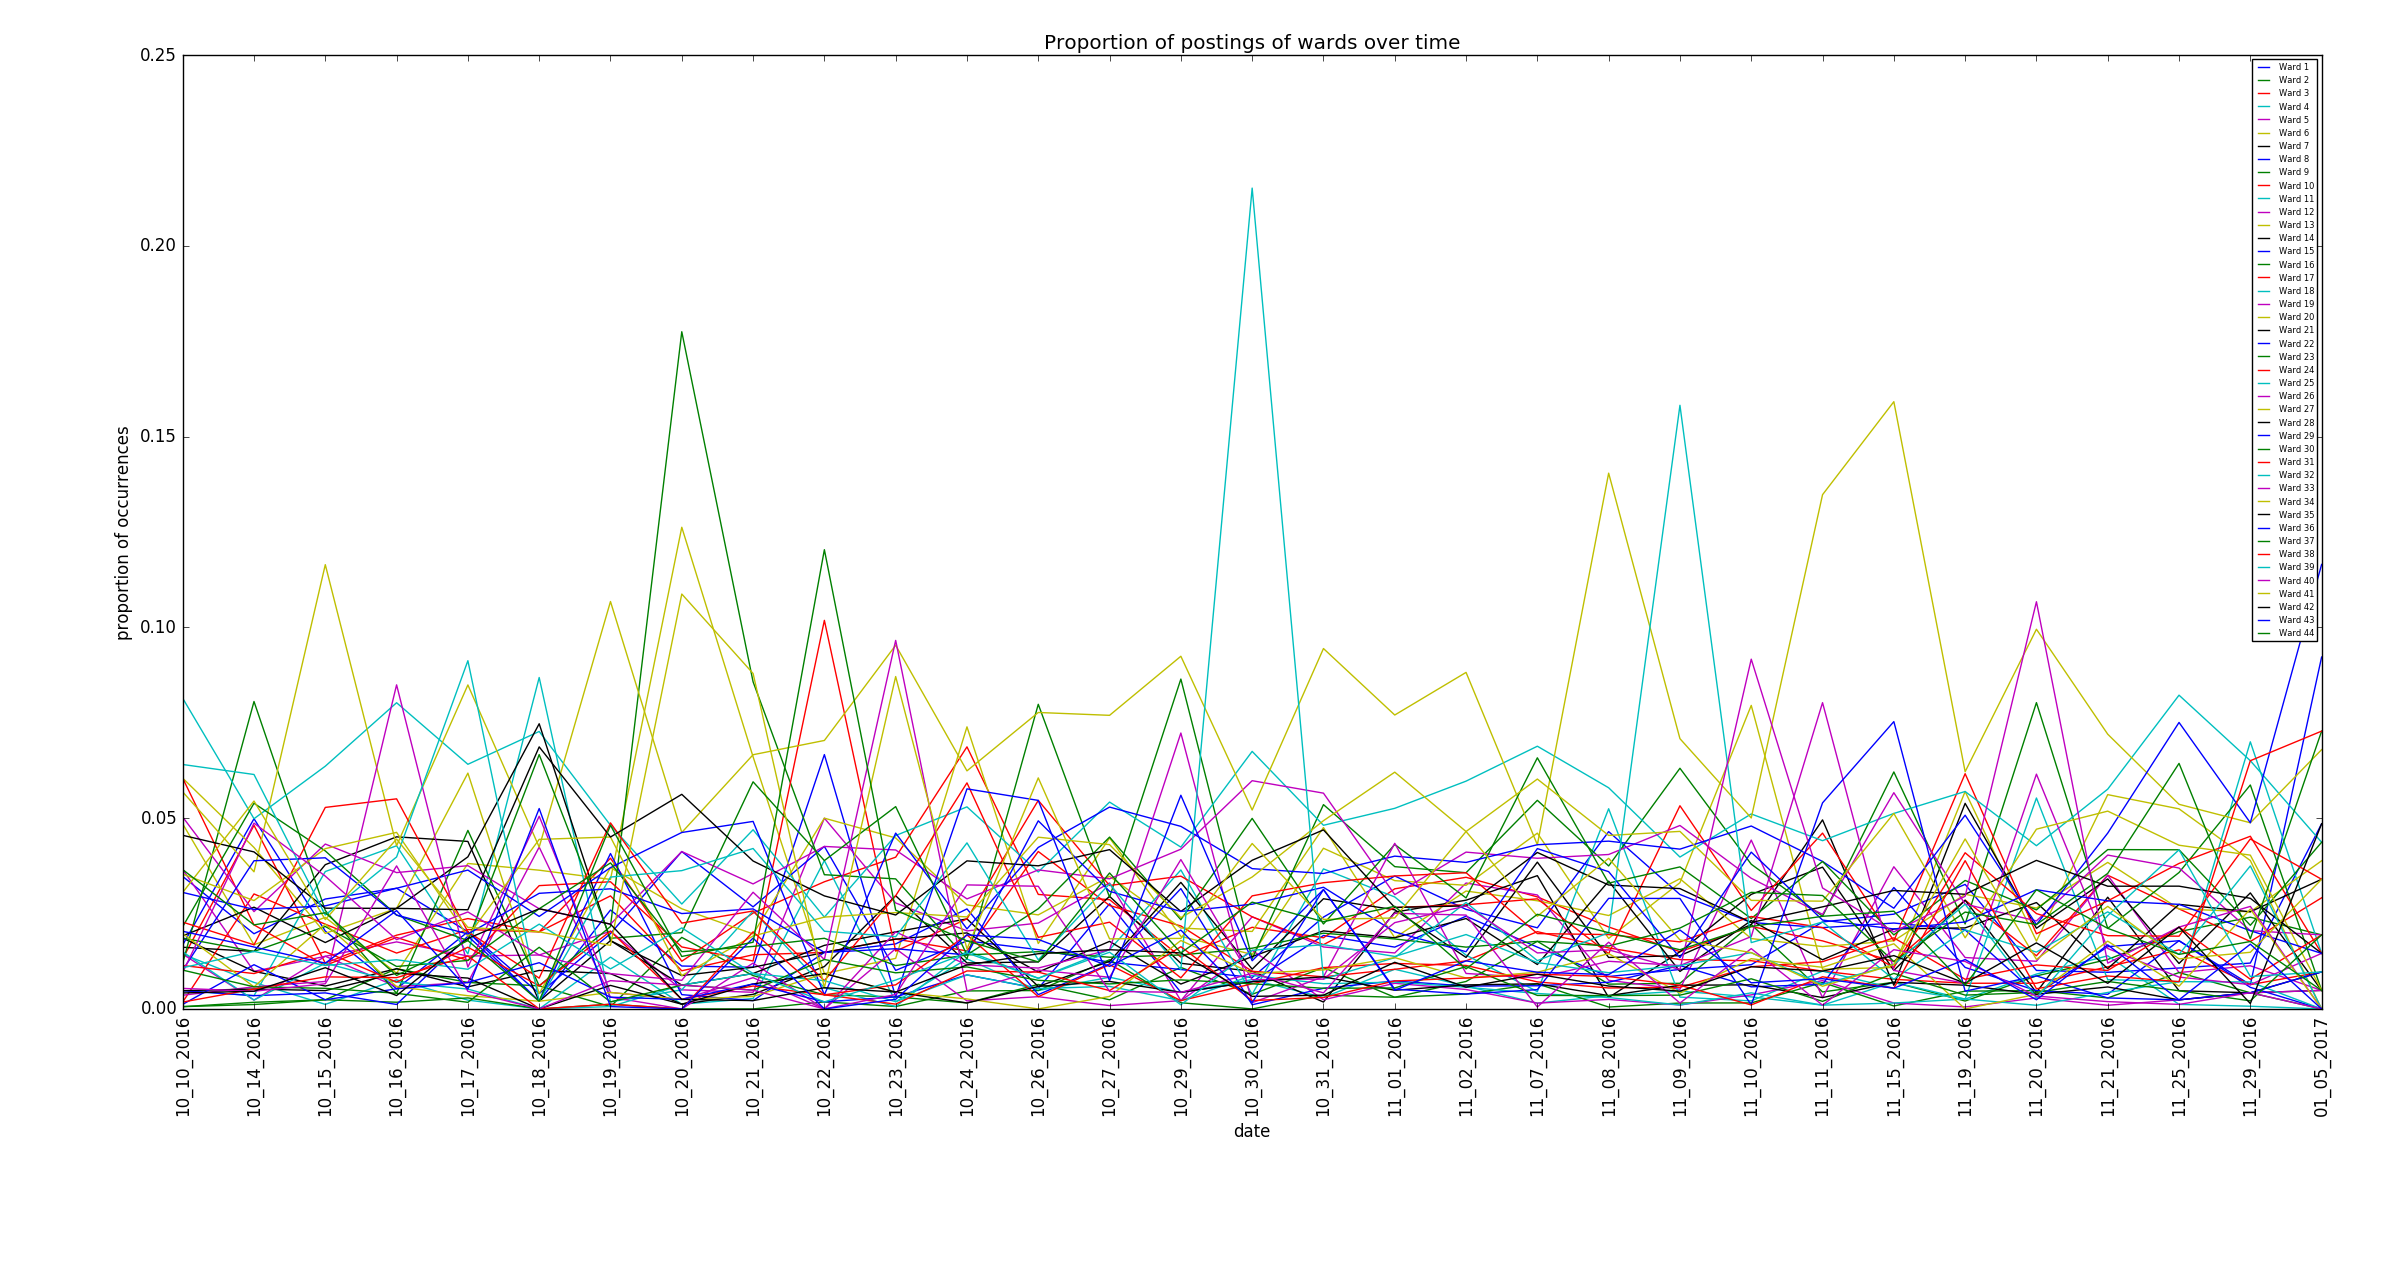 Proportion of postings of wards over time
0.25
0.20
0.15
0.10
0.05
0.00
proportion of occurrences
Ward 1
Ward 2
Ward 3
Ward 4
Ward 5
Ward 6
Ward 7
Ward 8
Ward 9
Ward 10
Ward 11
Ward 12
Ward 13
Ward 14
Ward 15
Ward 16
Ward 17
Ward 18
Ward 19
Ward 20
Ward 21
Ward 22
Ward 23
Ward 24
Ward 25
Ward 26
Ward 27
Ward 28
Ward 29
Ward 30
Ward 31
Ward 32
Ward 33
Ward 34
Ward 35
Ward 36
Ward 37
Ward 38
Ward 39
Ward 40
Ward 41
Ward 42
Ward 43
Ward 44
10_10_2016
10_14_2016
10_15_2016
10_16_2016
10_17_2016
10_18_2016
10_19_2016
10_20_2016
10_21_2016
10_22_2016
10_23_2016
10_24_2016
10_26_2016
10_27_2016
10_29_2016
10_30_2016
10_31_2016
11_01_2016
11_02_2016
11_07_2016
11_08_2016
11_09_2016
11_10_2016
11_11_2016
11_15_2016
11_19_2016
11_20_2016
11_21_2016
11_25_2016
11_29_2016
01_05_2017
date